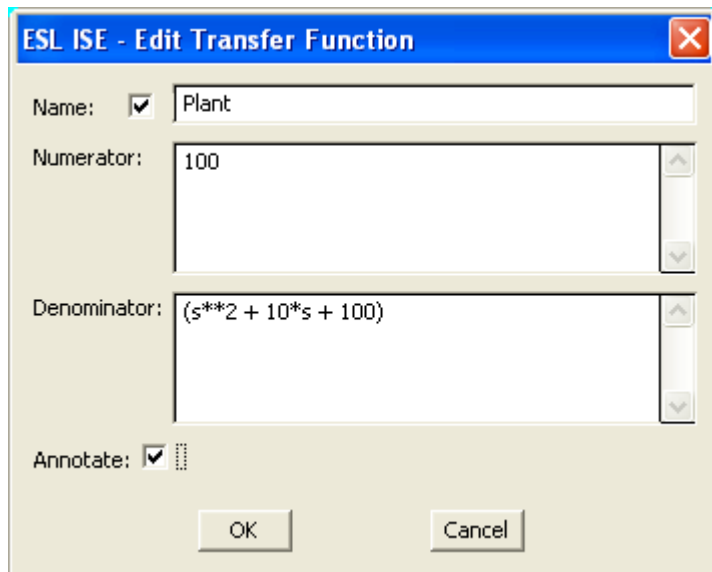 ESL ISE - Edit Transfer Function
Name: Plant
Numerator: 100
Denominator: (s**2 + 10*s + 100)
Annotate:
OK Cancel